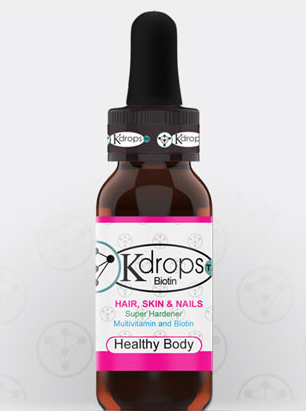 Kdrops
Kdrops
Kdrops T
Biotin
HAIR, SKIN & NAILS
Super Hardener
Multivitamin and Biotin
Healthy Body